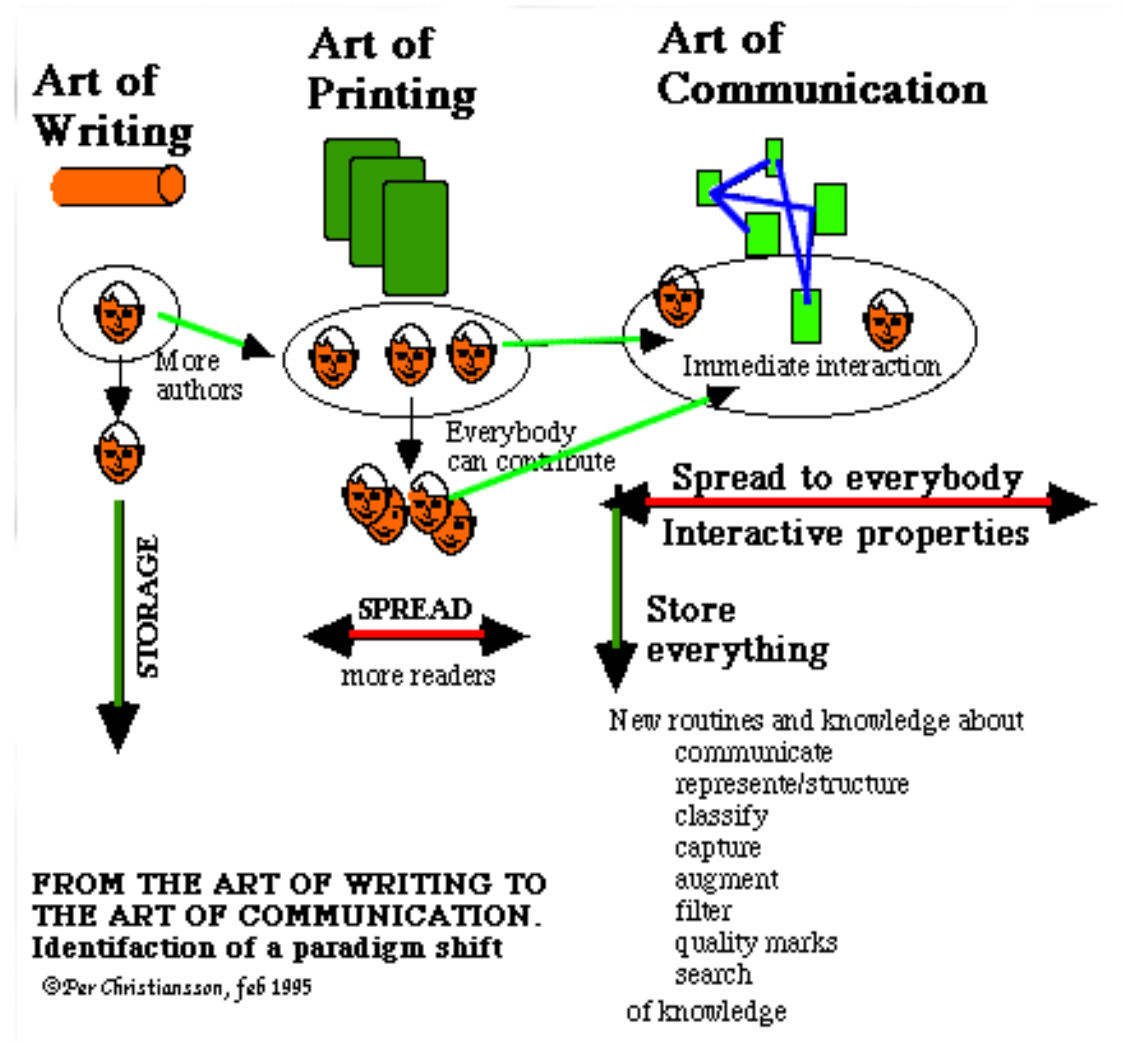 Art of
Writing
Art of
Printing
Art of
Communication
More
authors
Immediate interaction
Everybody
can contribute
STORAGE
SPREAD
more readers
Spread to everybody
Interactive properties
Store
everything
New routines and knowledge about
communicate
represente/structure
classify
capture
augment
filter
quality marks
search
of knowledge
FROM THE ART OF WRITING TO
THE ART OF COMMUNICATION.
Identifaction of a paradigm shift
©Per Christiansson, feb 1995